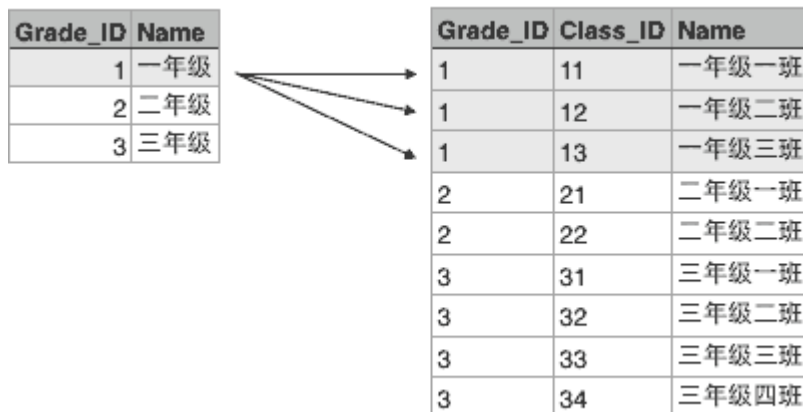 Grade_ID Name
1 一年级
2 二年级
3 三年级
Grade_ID Class_ID Name
1 11 一年级一班
1 12 一年级二班
1 13 一年级三班
2 21 二年级一班
2 22 二年级二班
3 31 三年级一班
3 32 三年级二班
3 33 三年级三班
3 34 三年级四班